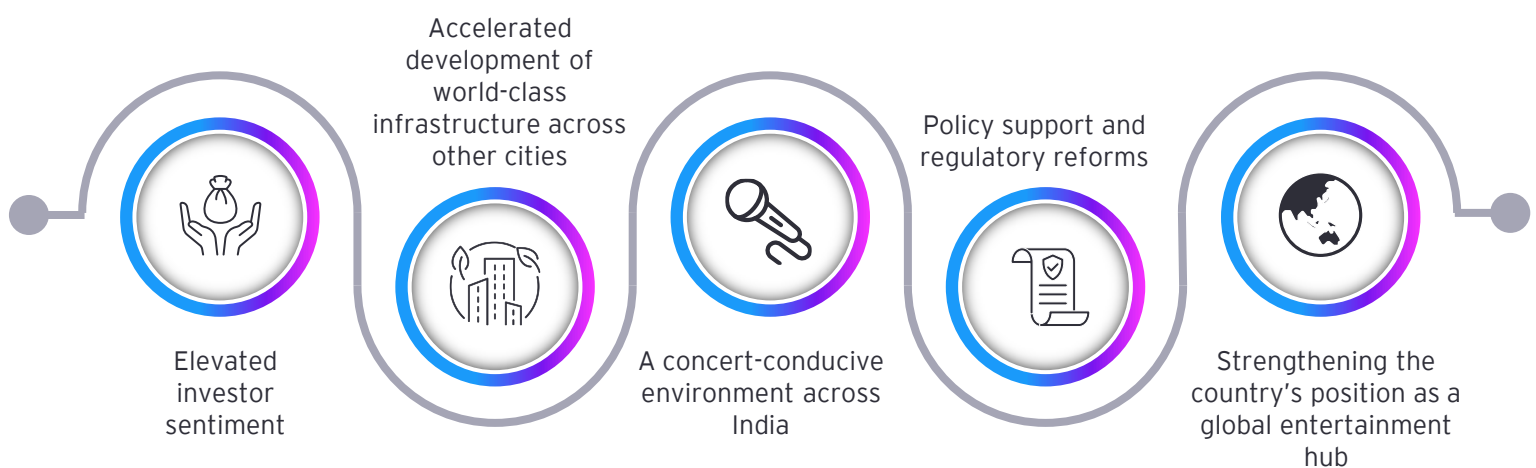 Elevated
investor
sentiment
Accelerated
development of
world-class
infrastructure across
other cities
A concert-conducive
environment across
India
Policy support and
regulatory reforms
Strengthening the
country's position as a
global entertainment
hub